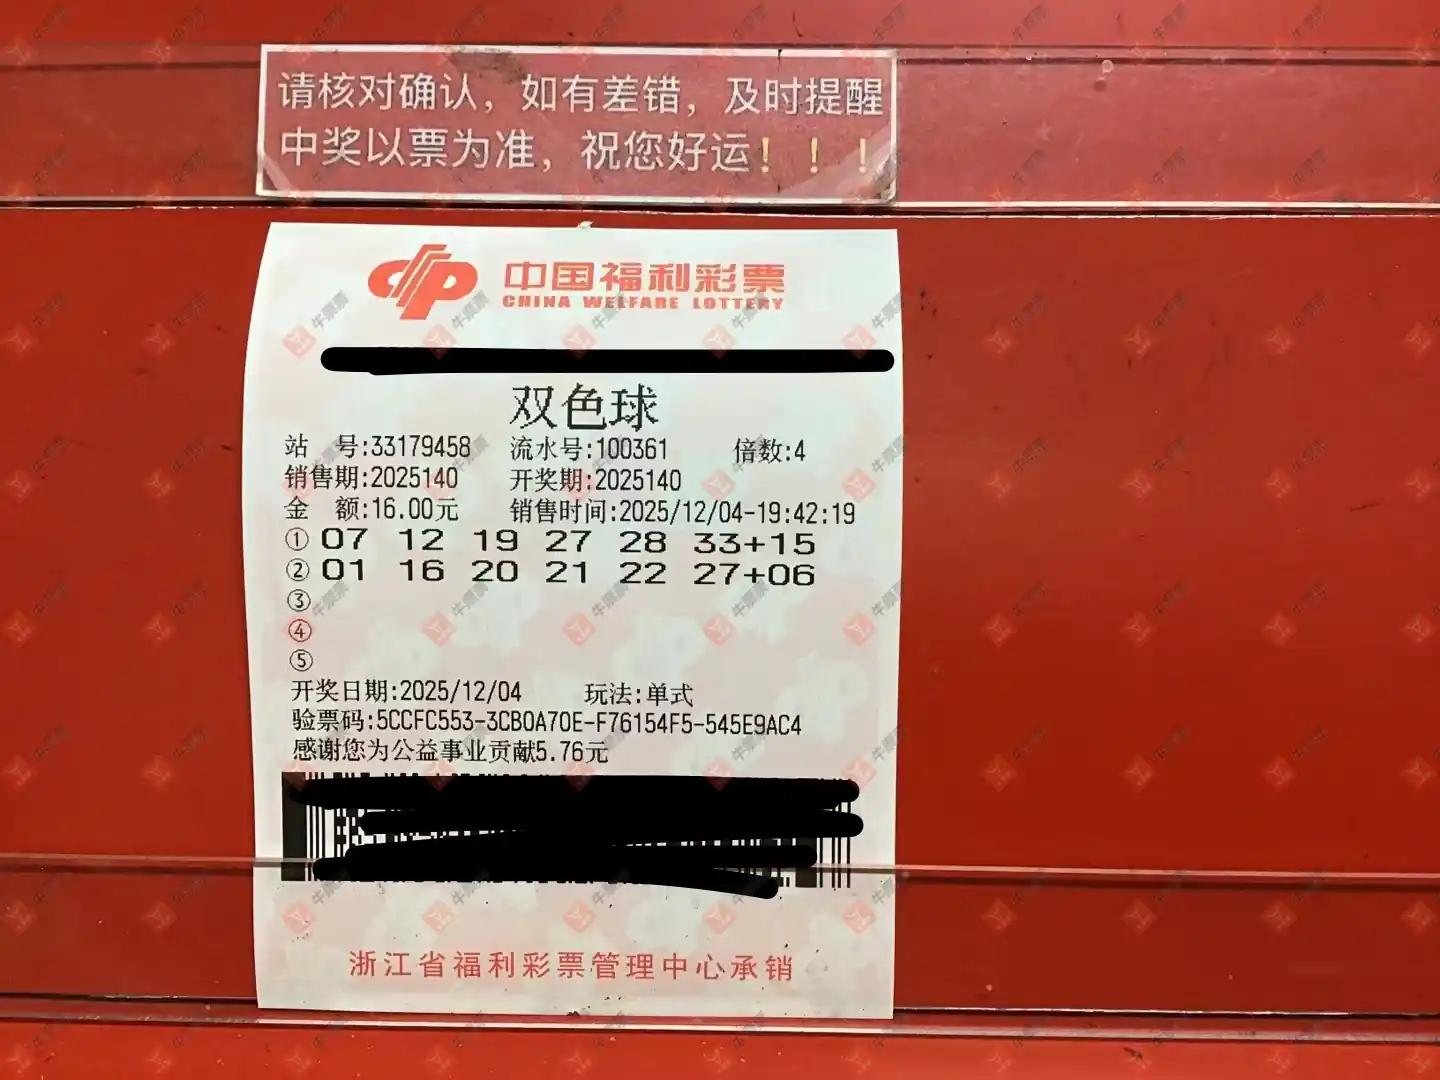 请核对确认，如有差错，及时提醒
中奖以票为准，祝您好运！！！
中国福利彩票
CHINA WELFARE LOTTERY
双色球
站 号:33179458 流水号:100361 倍数:4
销售期:2025140 开奖期:2025140
金 额:16.00元 销售时间:2025/12/04-19:42:19
① 07 12 19 27 28 33+15
② 01 16 20 21 22 27+06
③
④
⑤
开奖日期:2025/12/04 玩法:单式
验票码:5CCFC553-3CB0A70E-F76154F5-545E9AC4
感谢您为公益事业贡献5.76元
浙江省福利彩票管理中心承销